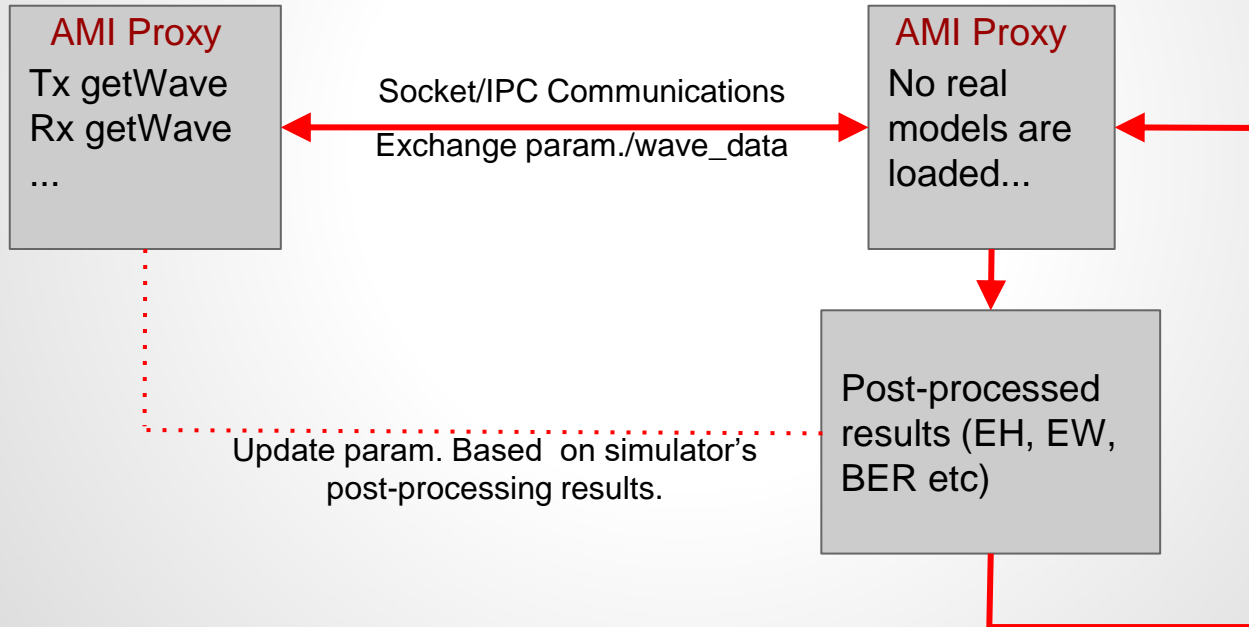 AMI Proxy
Tx getWave
Rx getWave
...
Socket/IPC Communications
Exchange param./wave_data
AMI Proxy
No real
models are
loaded...
Post-processed
results (EH, EW,
BER etc)
Update param. Based on simulator's
post-processing results.